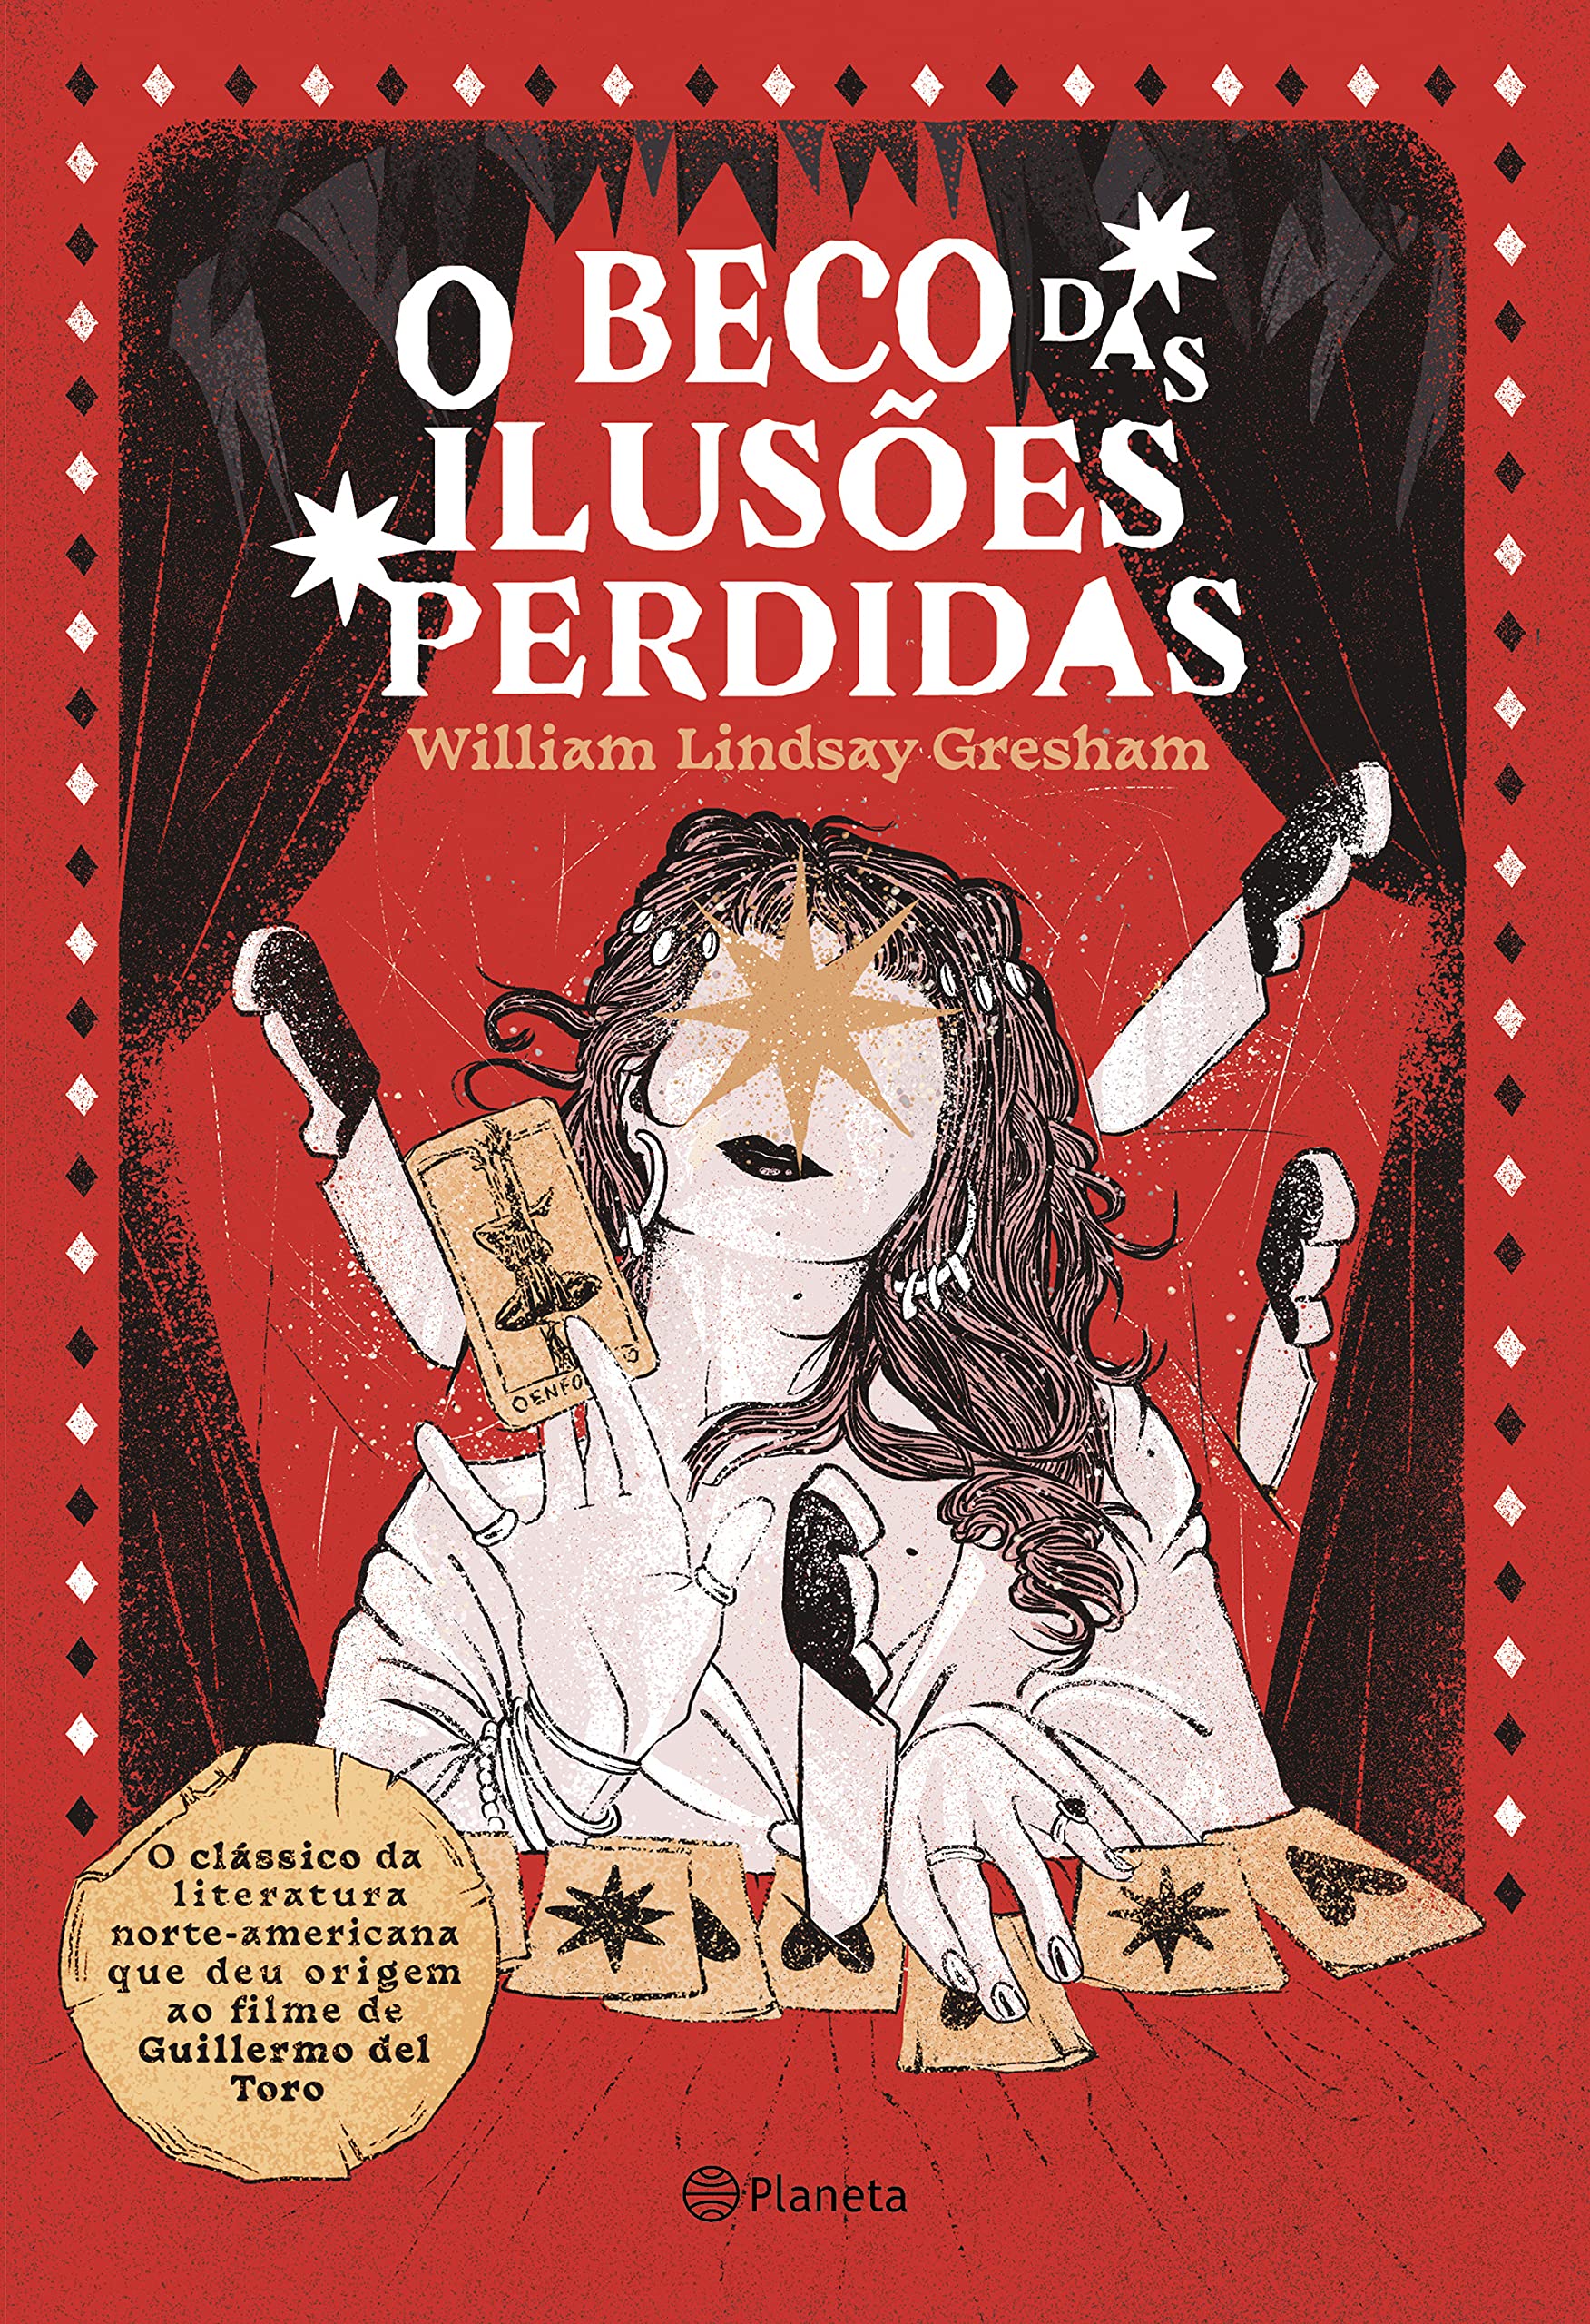 O BECO DAS
ILUSÕES
PERDIDAS
William Lindsay Gresham
OENFO
O clássico da
literatura
norte-americana
que deu origem
ao filme de
Guillermo del
Toro
Planeta